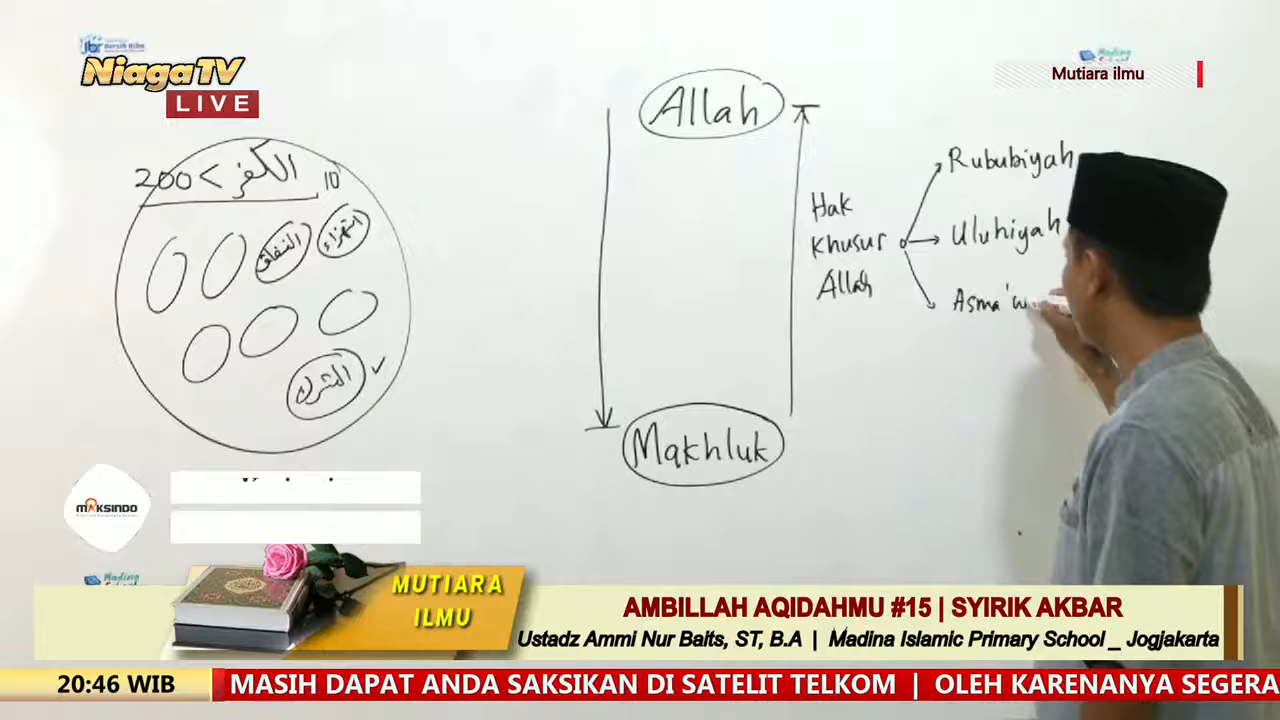 NiagaTV
LIVE
Mutiara ilmu
200 < الكفر
10
النفاق
الشرك
Allah
Makhluk
Hak
Khusus
Allah
Rububiyah
Uluhiyah
Asma' w
MAKSINDO
MUTIARA
ILMU
AMBILLAH AQIDAHMU #15 | SYIRIK AKBAR
Ustadz Ammi Nur Baits, ST, B.A | Madina Islamic Primary School _ Jogjakarta
20:46 WIB
MASIH DAPAT ANDA SAKSIKAN DI SATELIT TELKOM | OLEH KARENANYA SEGERA